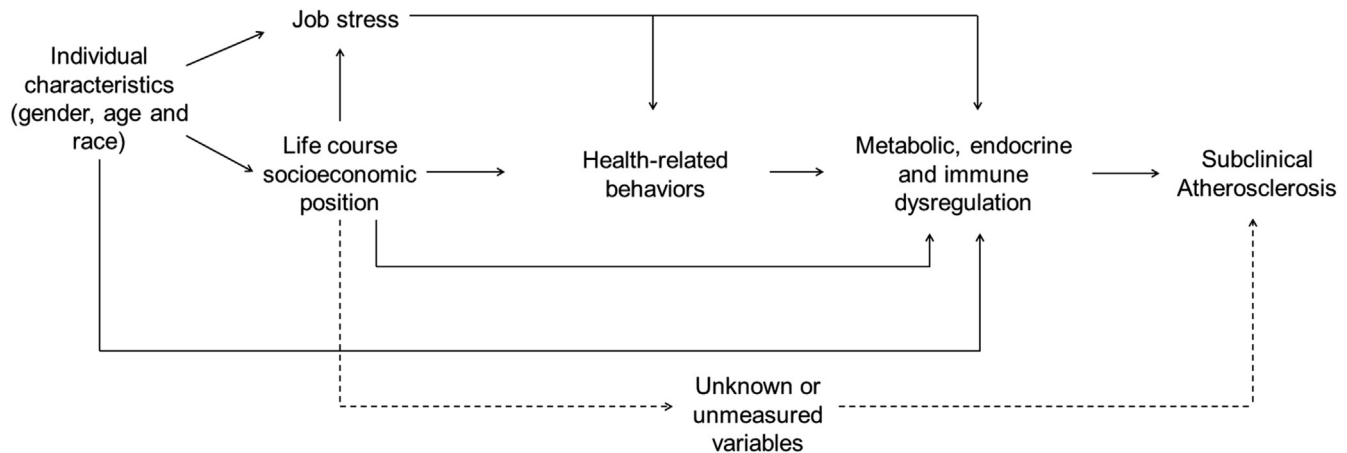 Job stress
Individual
characteristics
(gender, age and
race)
Life course
socioeconomic
position
Health-related
behaviors
Metabolic, endocrine
and immune
dysregulation
Subclinical
Atherosclerosis
Unknown or
unmeasured
variables